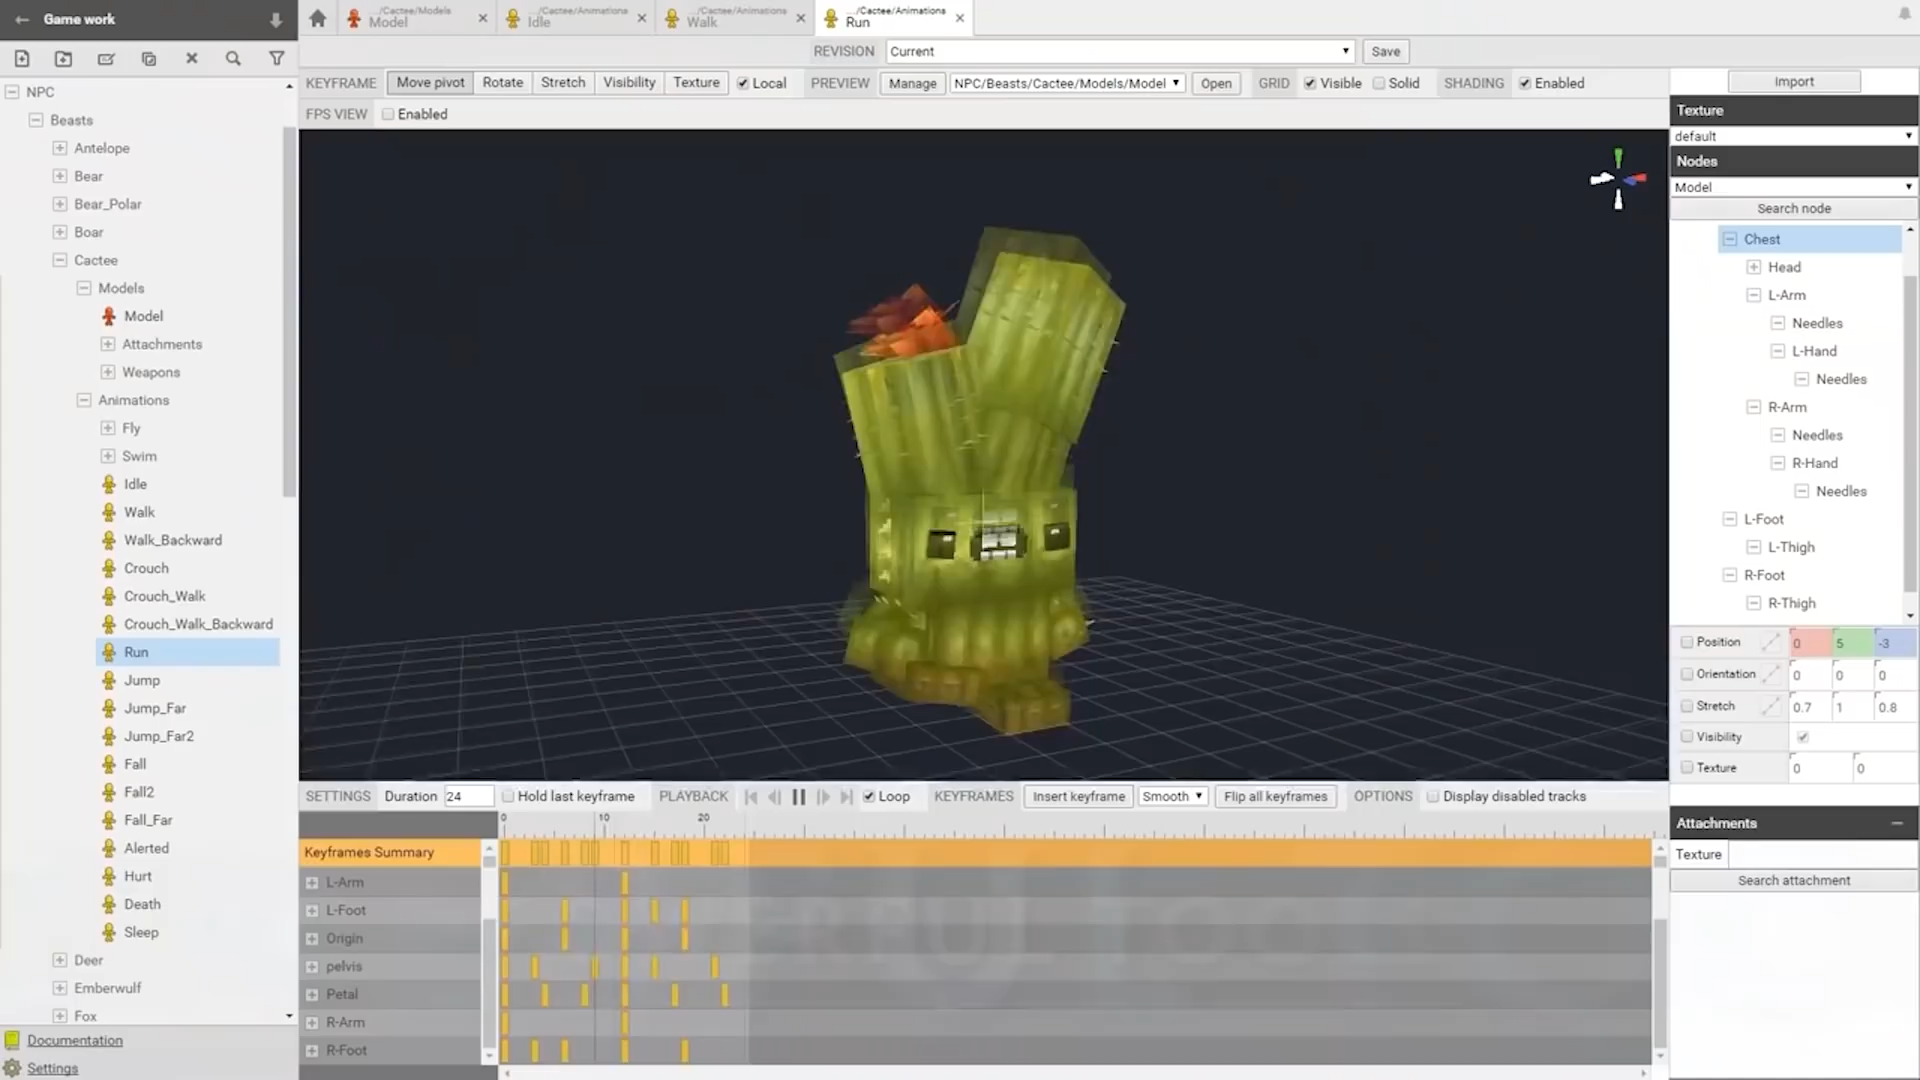 Game work
.../Cactee/Models
Model
.../Cactee/Animations
Idle
.../Cactee/Animations
Walk
.../Cactee/Animations
Run
REVISION Current Save
KEYFRAME Move pivot Rotate Stretch Visibility Texture Local PREVIEW Manage NPC/Beasts/Cactee/Models/Model Open GRID Visible Solid SHADING Enabled
FPS VIEW Enabled
NPC
Beasts
Antelope
Bear
Bear_Polar
Boar
Cactee
Models
Model
Attachments
Weapons
Animations
Fly
Swim
Idle
Walk
Walk_Backward
Crouch
Crouch_Walk
Crouch_Walk_Backward
Run
Jump
Jump_Far
Jump_Far2
Fall
Fall2
Fall_Far
Alerted
Hurt
Death
Sleep
Deer
Emberwulf
Fox
Documentation
Settings
Import
Texture
default
Nodes
Model
Search node
Chest
Head
L-Arm
Needles
L-Hand
Needles
R-Arm
Needles
R-Hand
Needles
L-Foot
L-Thigh
R-Foot
R-Thigh
Position 0 5 -3
Orientation 0 0 0
Stretch 0.7 1 0.8
Visibility
Texture 0 0
Attachments
Texture
Search attachment
SETTINGS Duration 24 Hold last keyframe PLAYBACK Loop KEYFRAMES Insert keyframe Smooth Flip all keyframes OPTIONS Display disabled tracks
0 10 20
Keyframes Summary
L-Arm
L-Foot
Origin
pelvis
Petal
R-Arm
R-Foot